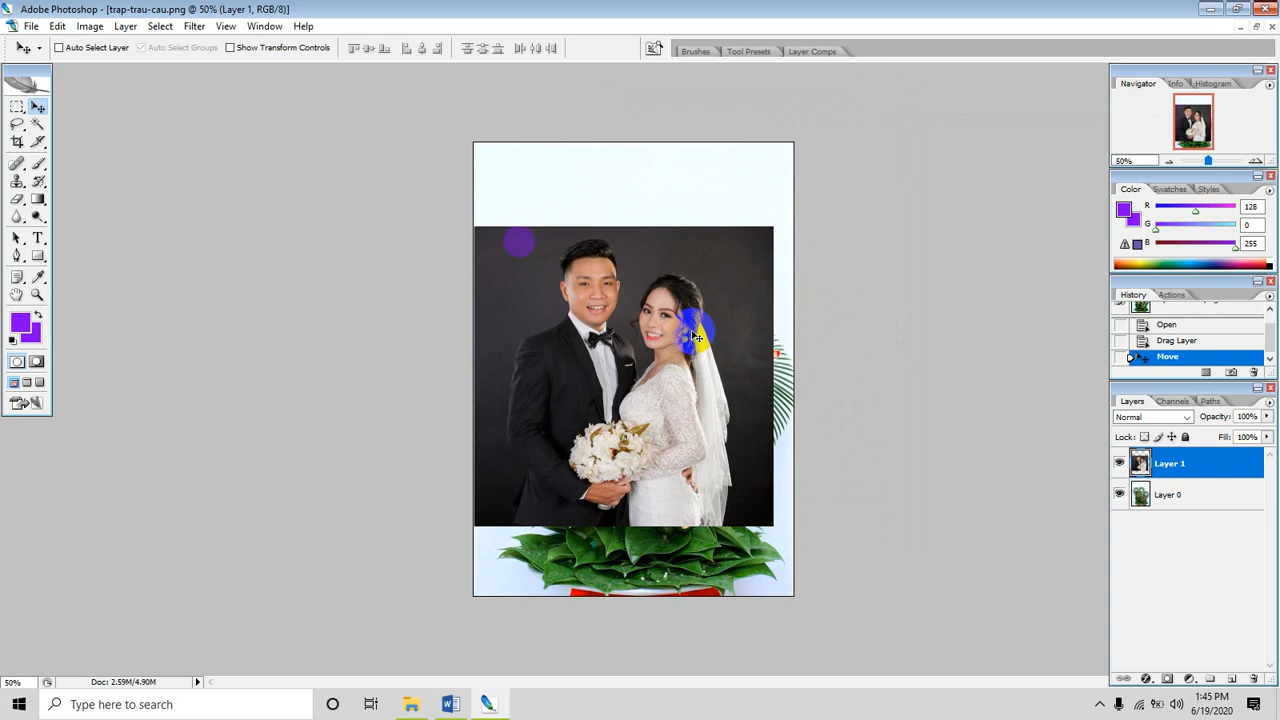 Adobe Photoshop - [trap-trau-cau.png @ 50% (Layer 1, RGB/8)]
File Edit Image Layer Select Filter View Window Help
Auto Select Layer Auto Select Groups Show Transform Controls
Brushes Tool Presets Layer Comps
Navigator Info Histogram
50%
Color Swatches Styles
R 128
G 0
B 255
History Actions
Open
Drag Layer
Move
Layers Channels Paths
Normal Opacity: 100%
Lock: Fill: 100%
Layer 1
Layer 0
50% Doc: 2.59M/4.90M
Type here to search
1:45 PM
6/19/2020